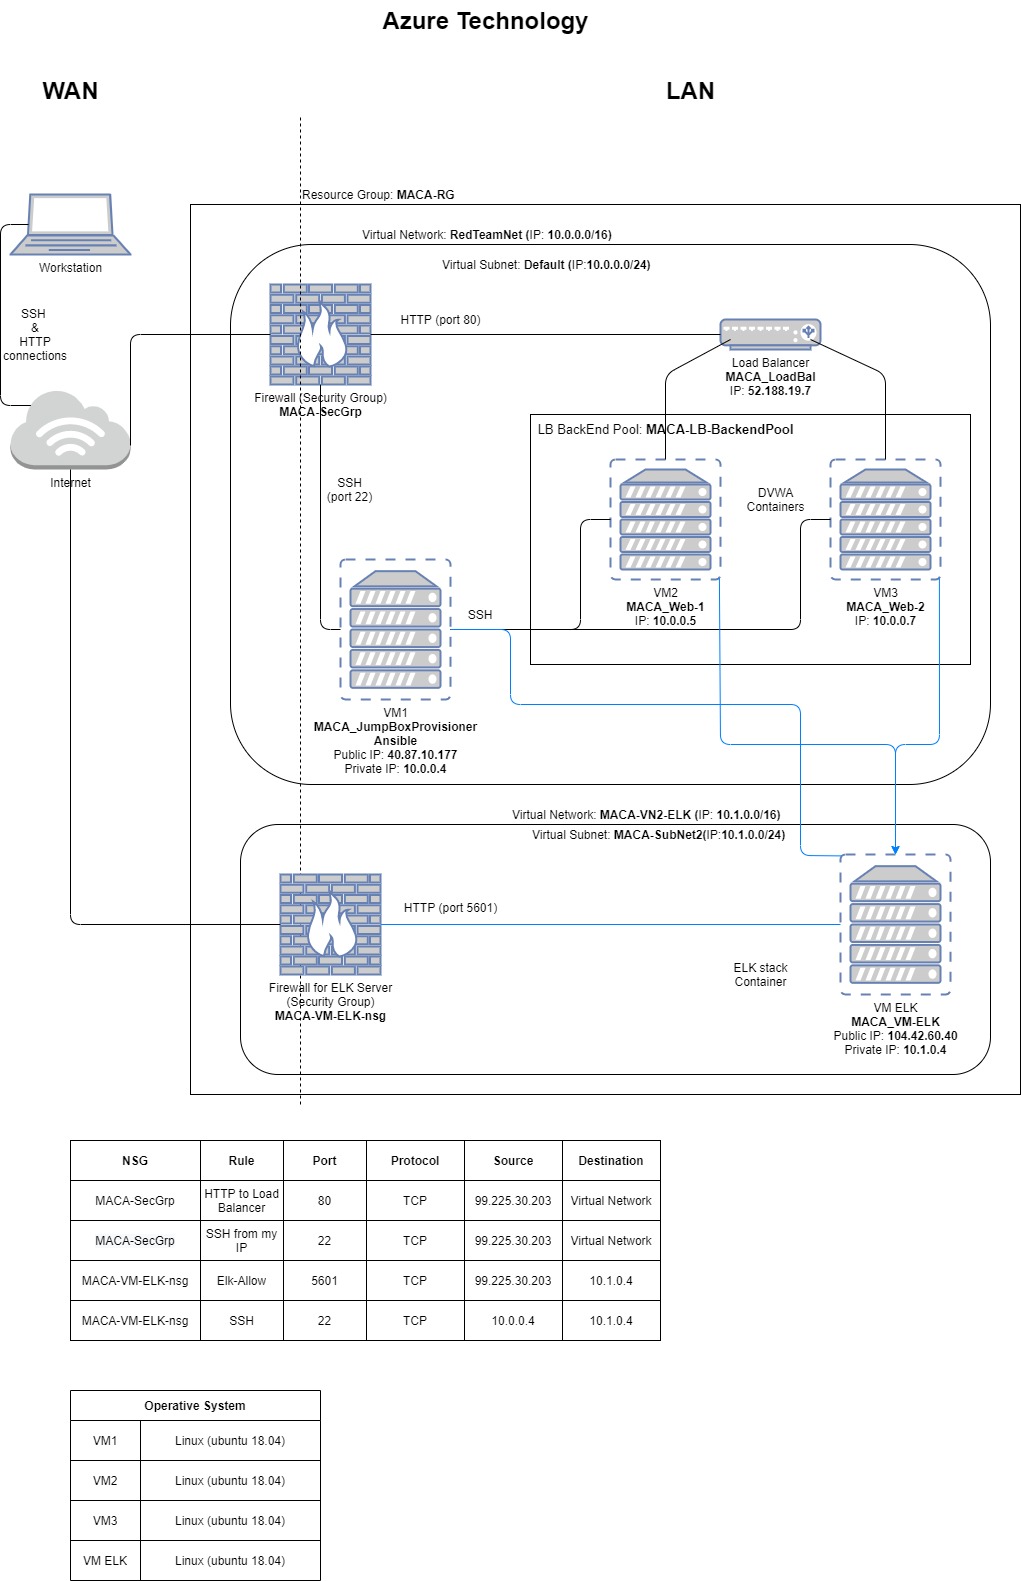 Azure Technology
WAN
LAN
Resource Group: MACA-RG
Virtual Network: RedTeamNet (IP: 10.0.0.0/16)
Virtual Subnet: Default (IP:10.0.0.0/24)
Workstation
SSH
&
HTTP
connections
Internet
Firewall (Security Group)
MACA-SecGrp
HTTP (port 80)
Load Balancer
MACA_LoadBal
IP: 52.188.19.7
LB BackEnd Pool: MACA-LB-BackendPool
SSH
(port 22)
DVWA
Containers
VM2
MACA_Web-1
IP: 10.0.0.5
VM3
MACA_Web-2
IP: 10.0.0.7
SSH
VM1
MACA_JumpBoxProvisioner
Ansible
Public IP: 40.87.10.177
Private IP: 10.0.0.4
Virtual Network: MACA-VN2-ELK (IP: 10.1.0.0/16)
Virtual Subnet: MACA-SubNet2(IP:10.1.0.0/24)
HTTP (port 5601)
Firewall for ELK Server
(Security Group)
MACA-VM-ELK-nsg
ELK stack
Container
VM ELK
MACA_VM-ELK
Public IP: 104.42.60.40
Private IP: 10.1.0.4
NSG Rule Port Protocol Source Destination
MACA-SecGrp HTTP to Load Balancer 80 TCP 99.225.30.203 Virtual Network
MACA-SecGrp SSH from my IP 22 TCP 99.225.30.203 Virtual Network
MACA-VM-ELK-nsg Elk-Allow 5601 TCP 99.225.30.203 10.1.0.4
MACA-VM-ELK-nsg SSH 22 TCP 10.0.0.4 10.1.0.4
Operative System
VM1 Linux (ubuntu 18.04)
VM2 Linux (ubuntu 18.04)
VM3 Linux (ubuntu 18.04)
VM ELK Linux (ubuntu 18.04)